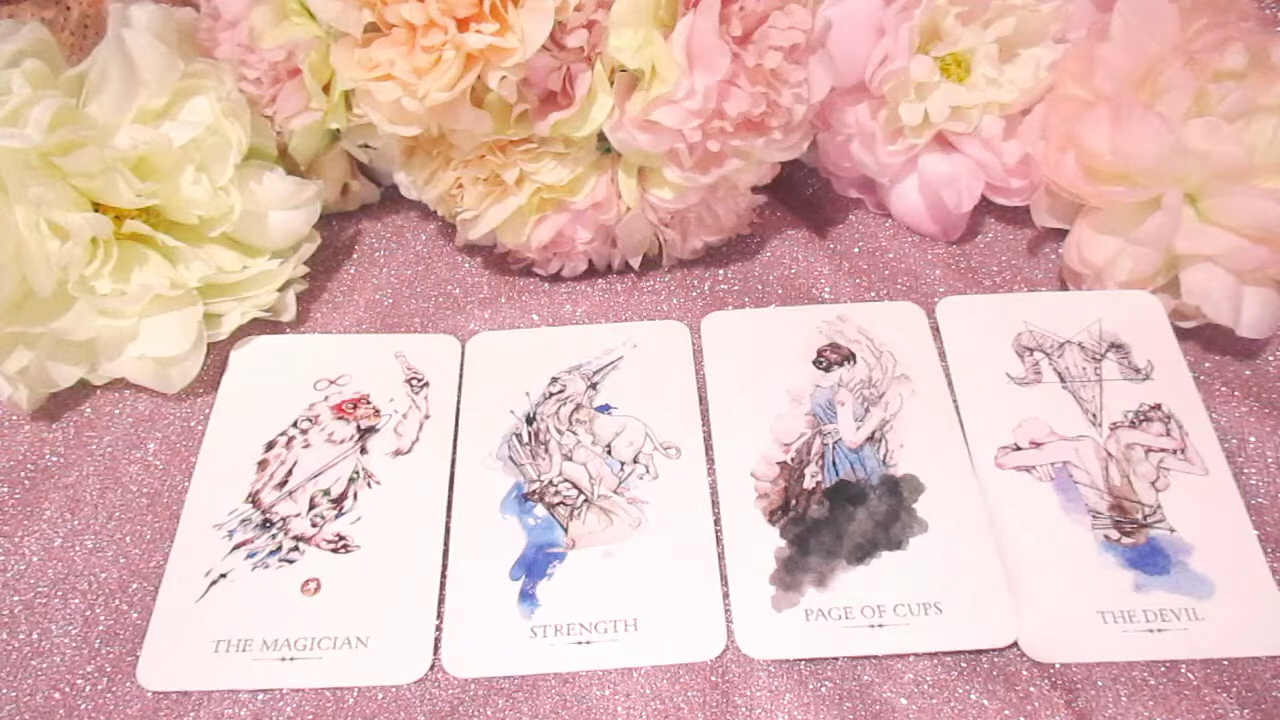 THE MAGICIAN
STRENGTH
PAGE OF CUPS
THE DEVIL